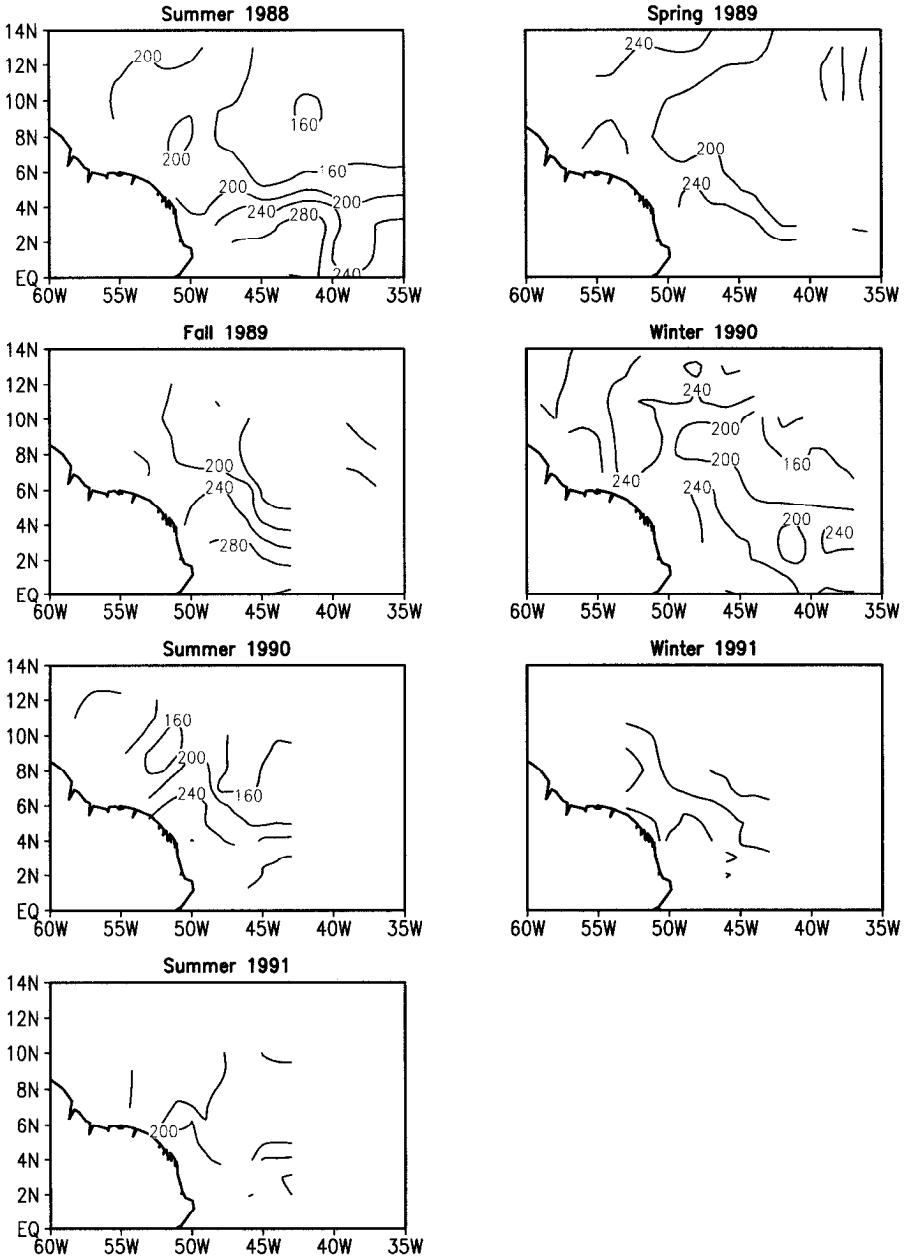 Summer 1988
14N
12N
10N
8N
6N
4N
2N
EQ
60W 55W 50W 45W 40W 35W
200
160
200
160
200
200
240
280
240
Spring 1989
240
200
240
60W 55W 50W 45W 40W 35W
Fall 1989
14N
12N
10N
8N
6N
4N
2N
EQ
60W 55W 50W 45W 40W 35W
200
240
280
Winter 1990
240
200
160
200
240
240
200
240
60W 55W 50W 45W 40W 35W
Summer 1990
14N
12N
10N
8N
6N
4N
2N
EQ
60W 55W 50W 45W 40W 35W
160
200
240
160
Winter 1991
60W 55W 50W 45W 40W 35W
Summer 1991
14N
12N
10N
8N
6N
4N
2N
EQ
60W 55W 50W 45W 40W 35W
200